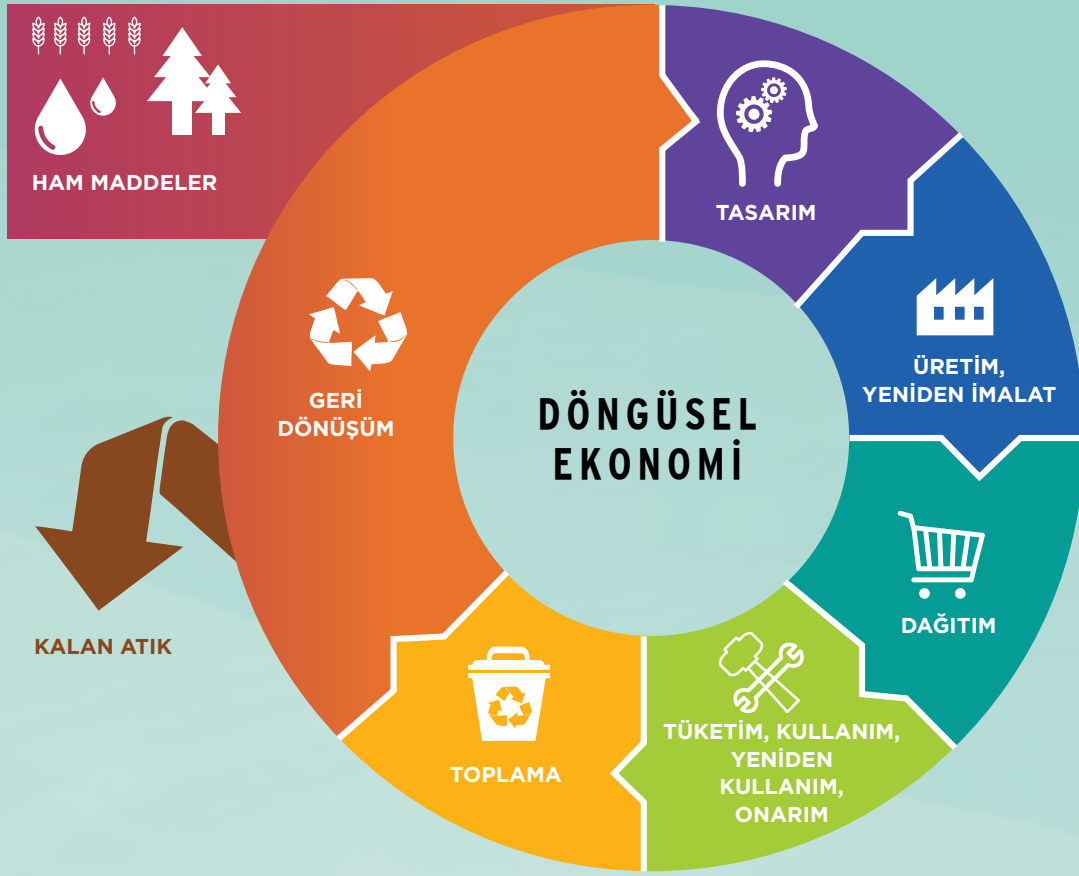 HAM MADDELER
TASARIM
ÜRETİM,
YENİDEN İMALAT
DAĞITIM
TÜKETİM, KULLANIM,
YENİDEN
KULLANIM,
ONARIM
TOPLAMA
GERİ
DÖNÜŞÜM
KALAN ATIK
DÖNGÜSEL
EKONOMİ